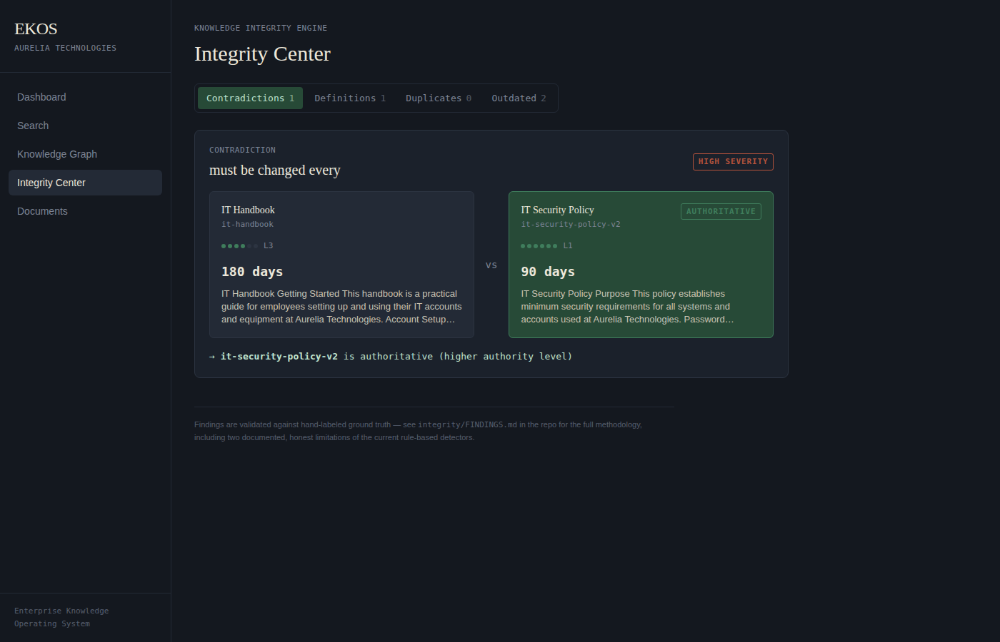 EKOS
AURELIA TECHNOLOGIES
Dashboard
Search
Knowledge Graph
Integrity Center
Documents
Enterprise Knowledge
Operating System
KNOWLEDGE INTEGRITY ENGINE
Integrity Center
Contradictions 1 Definitions 1 Duplicates 0 Outdated 2
CONTRADICTION
must be changed every
HIGH SEVERITY
IT Handbook
it-handbook
L3
180 days
IT Handbook Getting Started This handbook is a practical
guide for employees setting up and using their IT accounts
and equipment at Aurelia Technologies. Account Setup…
vs
IT Security Policy
AUTHORITATIVE
it-security-policy-v2
L1
90 days
IT Security Policy Purpose This policy establishes
minimum security requirements for all systems and
accounts used at Aurelia Technologies. Password…
→ it-security-policy-v2 is authoritative (higher authority level)
Findings are validated against hand-labeled ground truth — see integrity/FINDINGS.md in the repo for the full methodology,
including two documented, honest limitations of the current rule-based detectors.